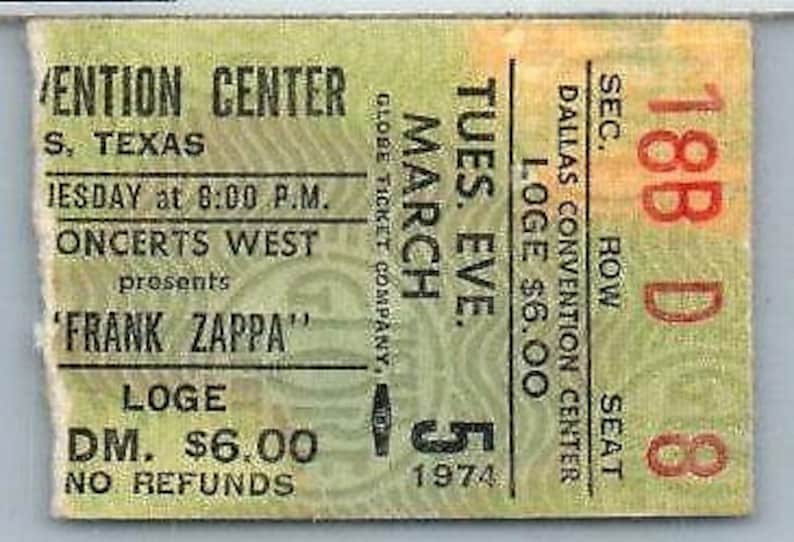 VENTION CENTER
S, TEXAS
ESDAY at 8:00 P.M.
ONCERTS WEST
presents
"FRANK ZAPPA"
LOGE
DM. $6.00
NO REFUNDS
GLOBE TICKET COMPANY,
TUES. EVE.
MARCH
5
1974
LOGE $6.00
DALLAS CONVENTION CENTER
SEC. ROW SEAT
18B D 8